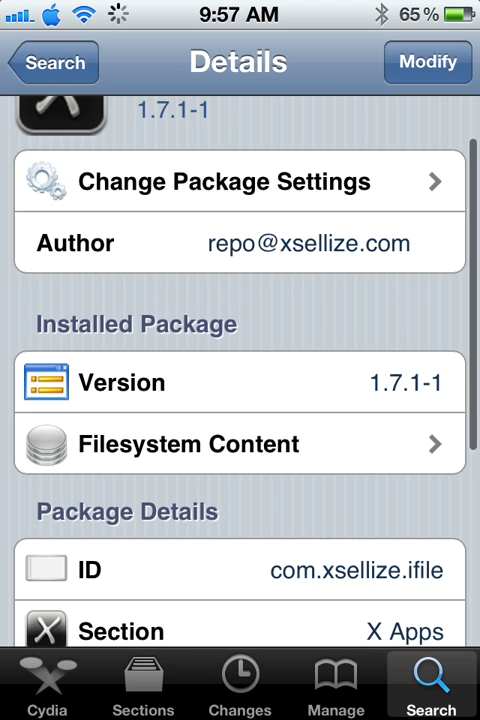 9:57 AM
65%
Search
Details
Modify
1.7.1-1
Change Package Settings
Author repo@xsellize.com
Installed Package
Version 1.7.1-1
Filesystem Content
Package Details
ID com.xsellize.ifile
Section X Apps
Cydia
Sections
Changes
Manage
Search